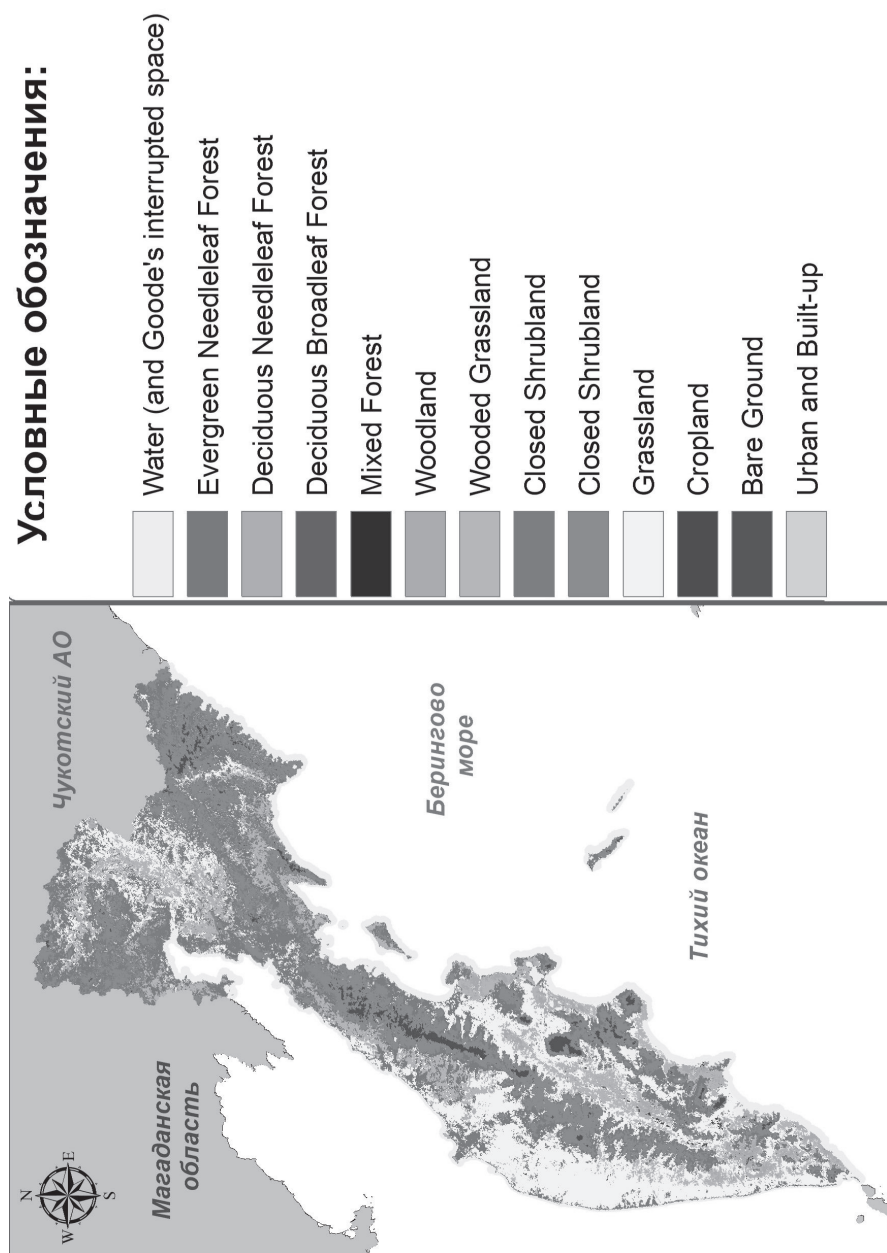 Условные обозначения:
Water (and Goode's interrupted space)
Evergreen Needleleaf Forest
Deciduous Needleleaf Forest
Deciduous Broadleaf Forest
Mixed Forest
Woodland
Wooded Grassland
Closed Shrubland
Closed Shrubland
Grassland
Cropland
Bare Ground
Urban and Built-up
N
W
E
S
Чукотский АО
Магаданская
область
Берингово
море
Тихий океан